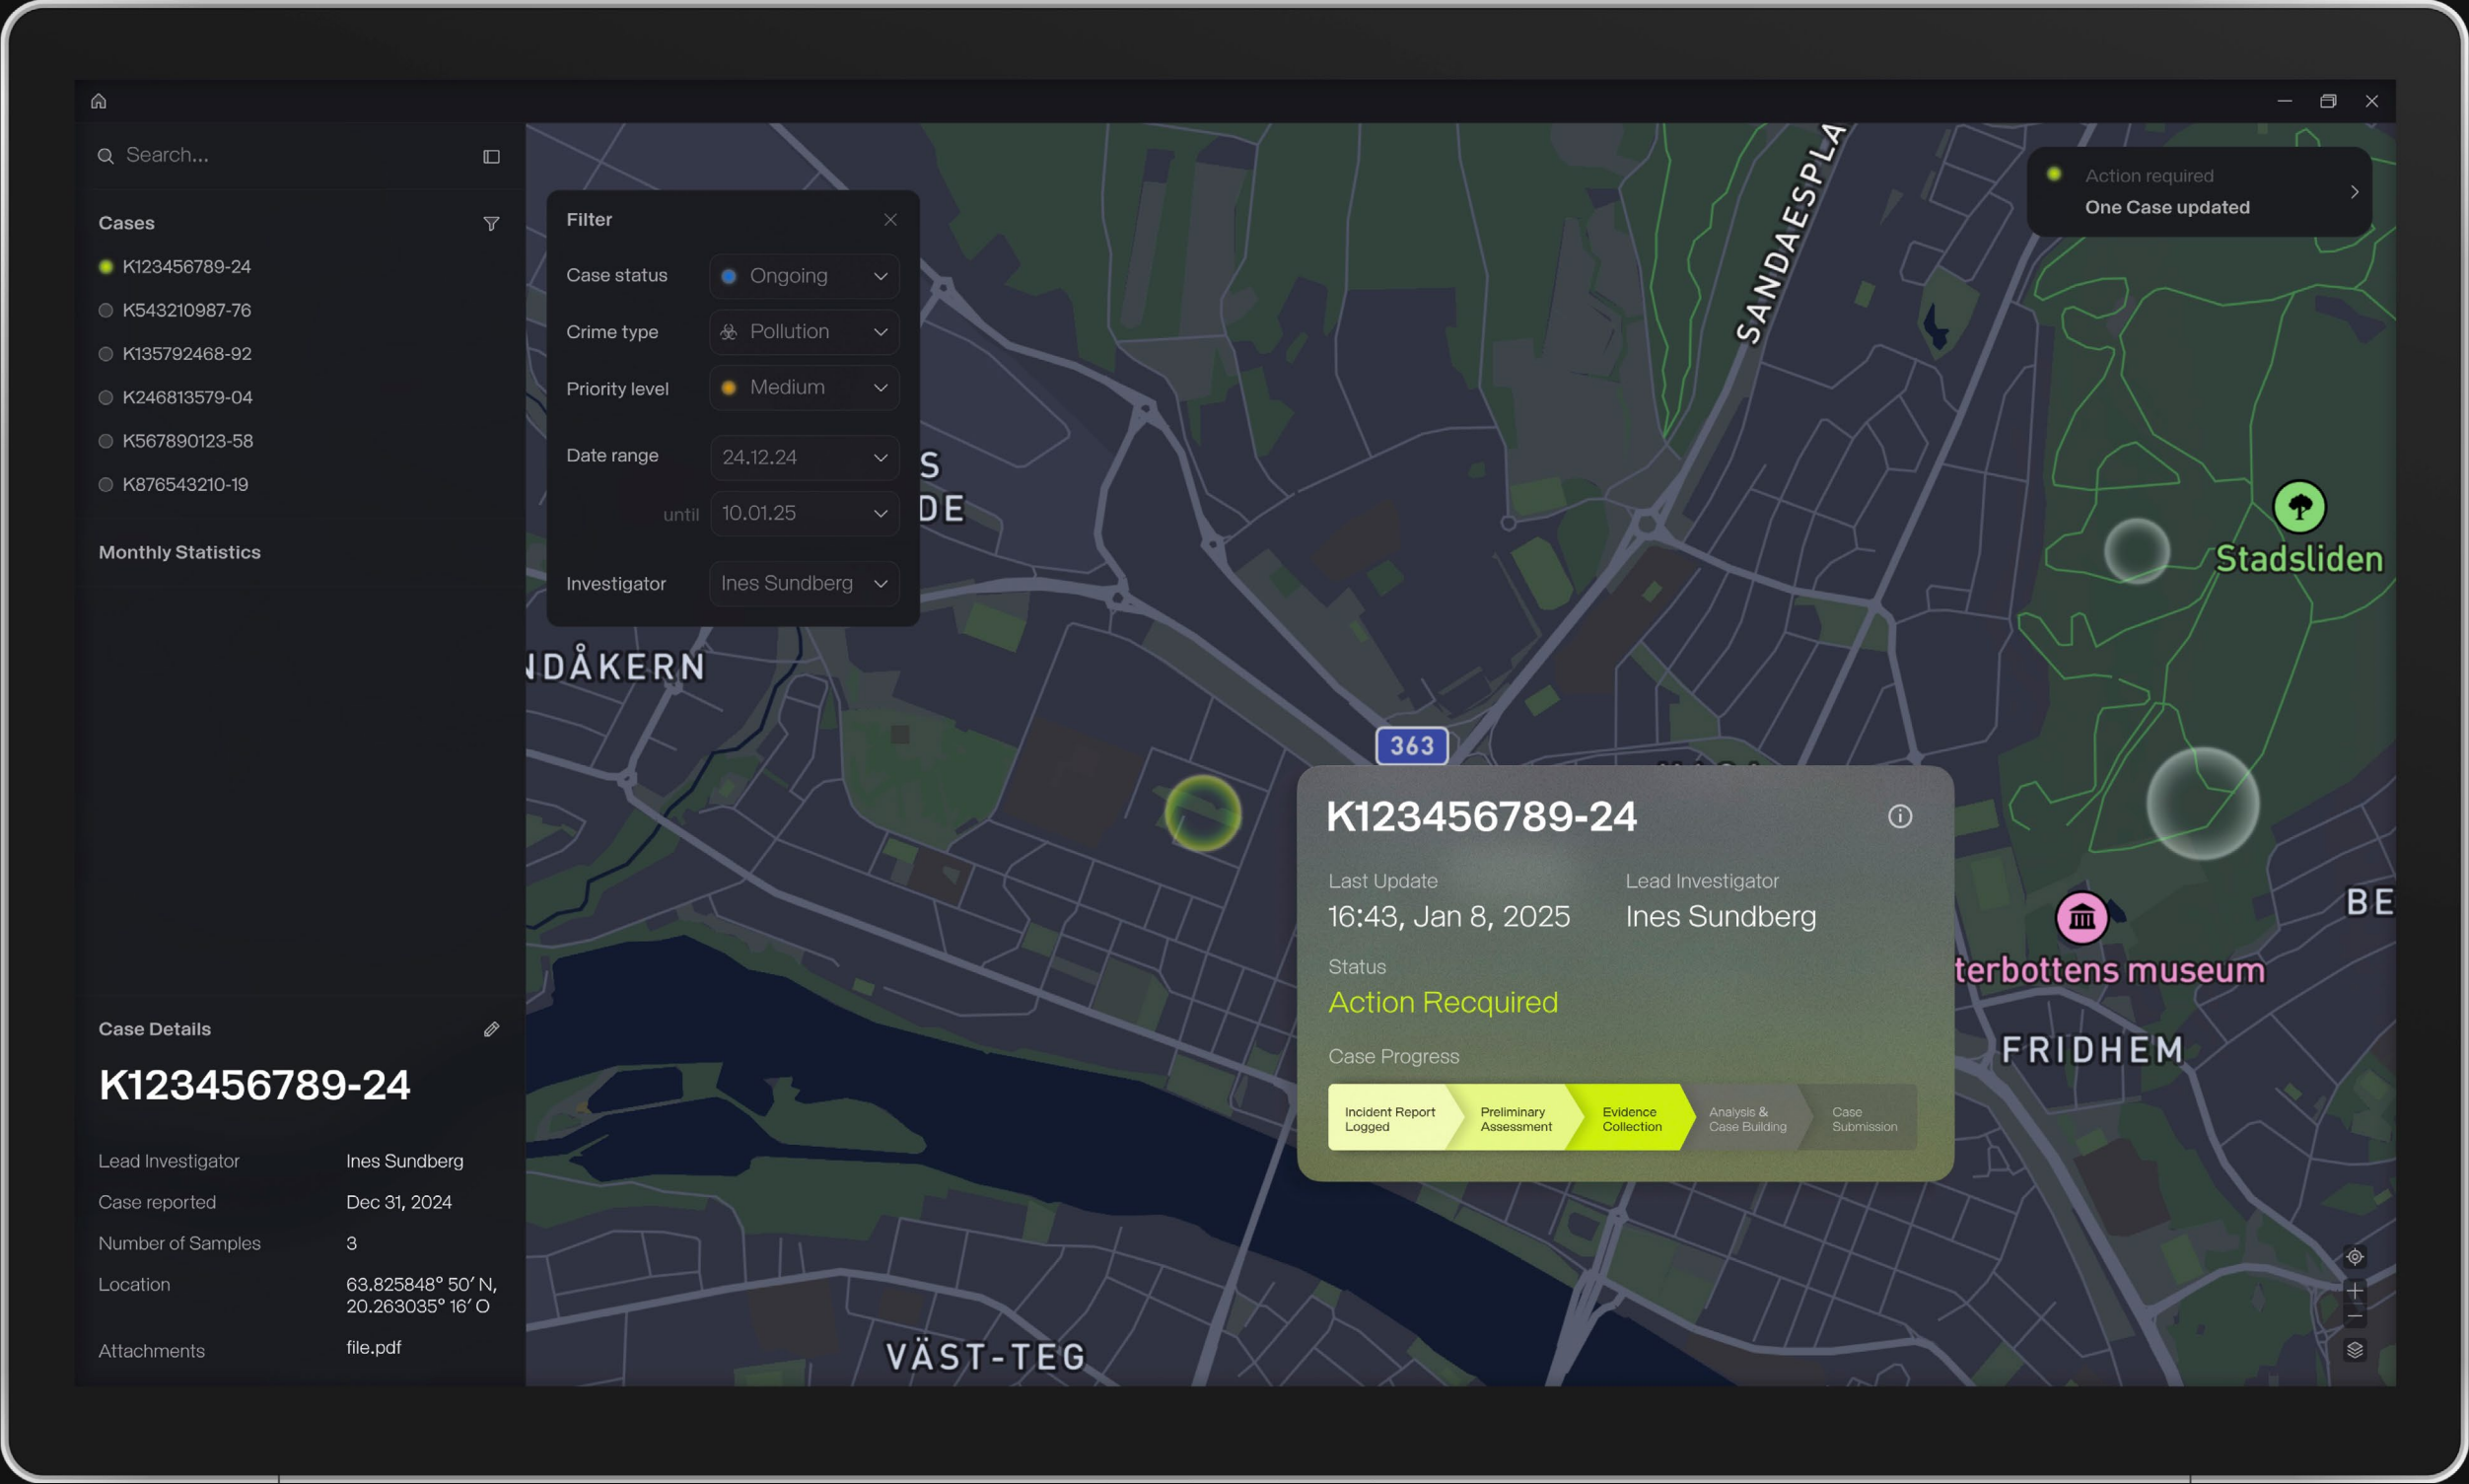 Search...
Cases
K123456789-24
K543210987-76
K135792468-92
K246813579-04
K567890123-58
K876543210-19
Monthly Statistics
Case Details
K123456789-24
Lead Investigator Ines Sundberg
Case reported Dec 31, 2024
Number of Samples 3
Location 63.825848° 50′ N,
20.263035° 16′ O
Attachments file.pdf
Filter
Case status Ongoing
Crime type Pollution
Priority level Medium
Date range 24.12.24
until 10.01.25
Investigator Ines Sundberg
Action required
One Case updated
SANDAESPLA
S
DE
NDÅKERN
363
Stadsliden
K123456789-24
Last Update Lead Investigator
16:43, Jan 8, 2025 Ines Sundberg
Status
Action Recquired
Case Progress
Incident Report
Logged
Preliminary
Assessment
Evidence
Collection
Analysis &
Case Building
Case
Submission
BE
terbottens museum
FRIDHEM
VÄST-TEG